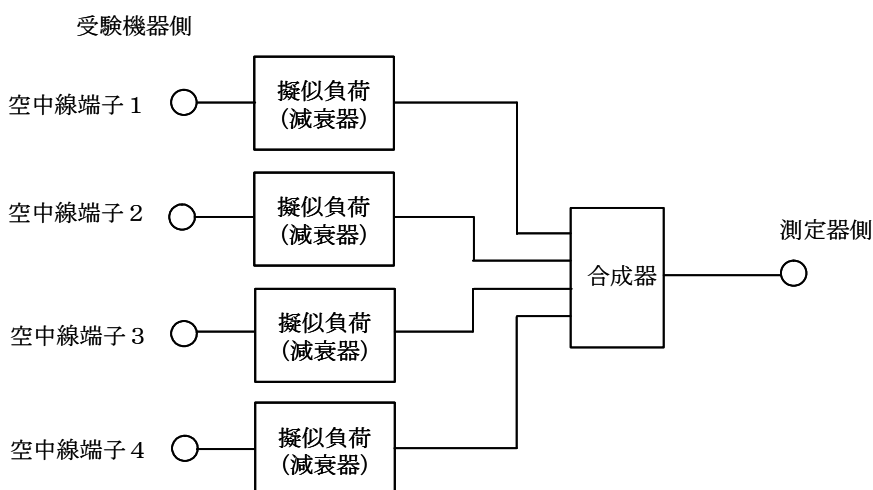 受験機器側
空中線端子１
擬似負荷
（減衰器）
空中線端子２
擬似負荷
（減衰器）
空中線端子３
擬似負荷
（減衰器）
空中線端子４
擬似負荷
（減衰器）
合成器
測定器側